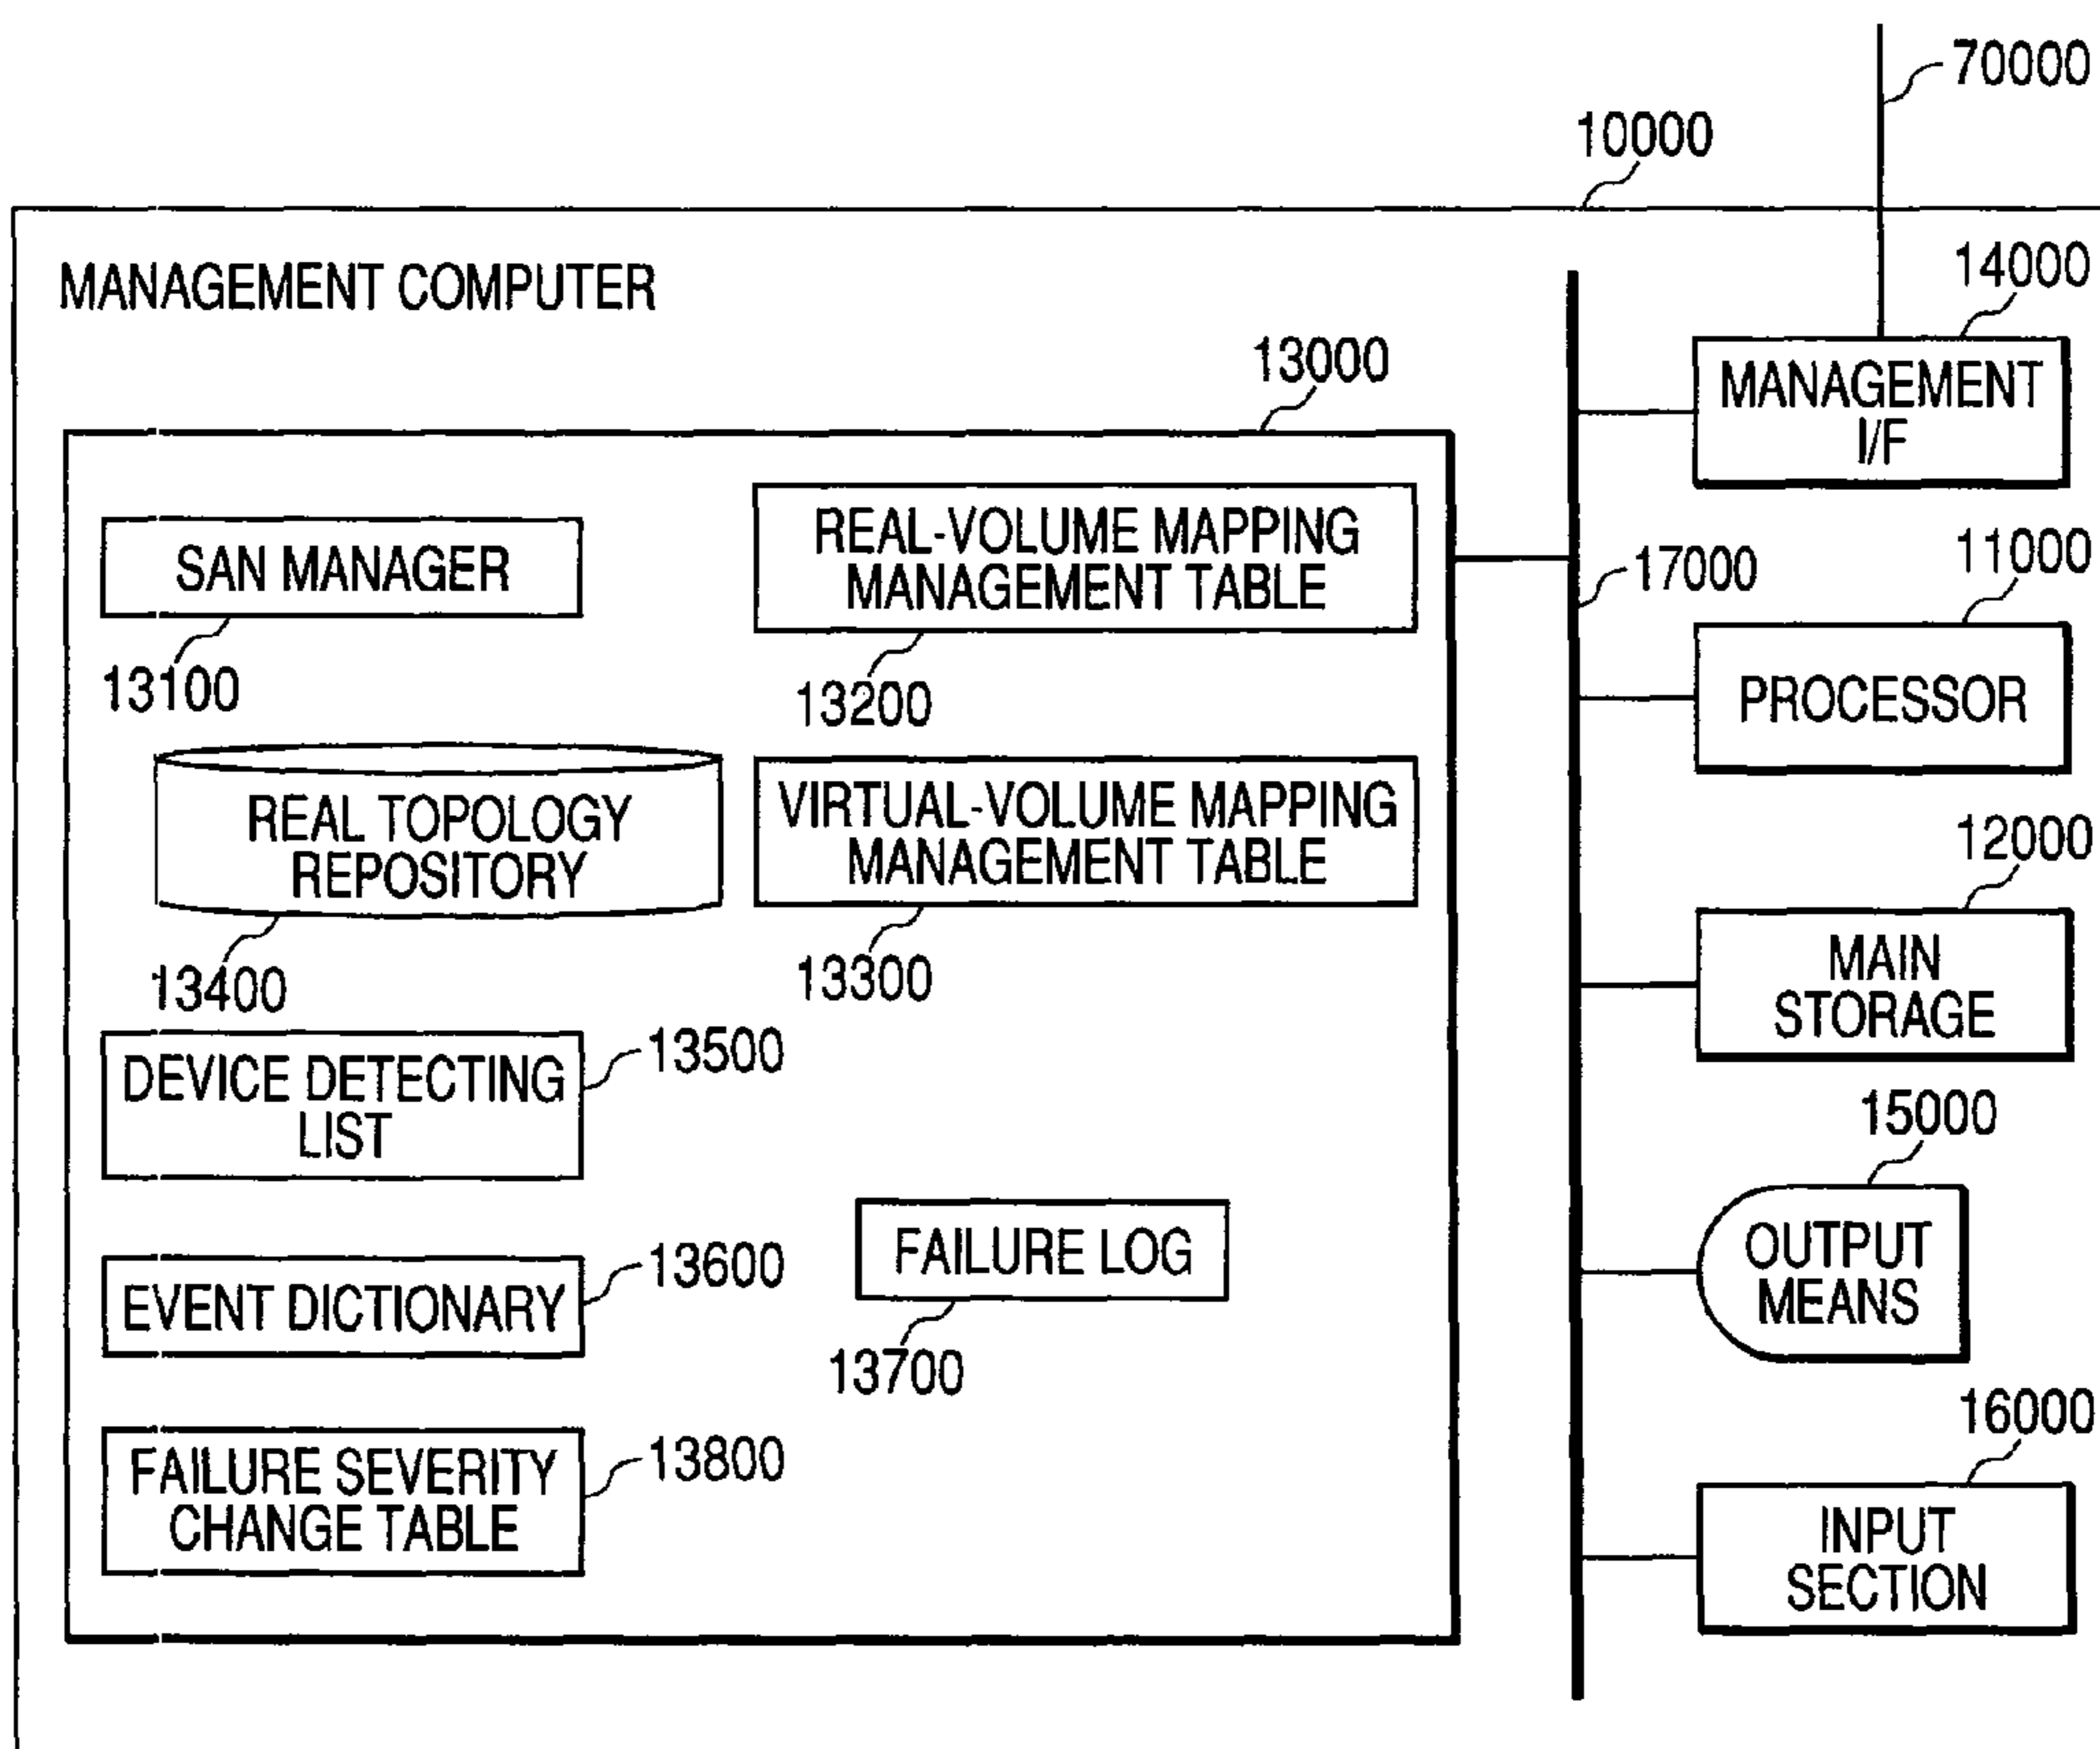 70000
10000
MANAGEMENT COMPUTER
14000
MANAGEMENT
I/F
13000
SAN MANAGER
13100
REAL-VOLUME MAPPING
MANAGEMENT TABLE
13200
17000
11000
PROCESSOR
REAL TOPOLOGY
REPOSITORY
13400
VIRTUAL-VOLUME MAPPING
MANAGEMENT TABLE
13300
12000
MAIN
STORAGE
DEVICE DETECTING
LIST
13500
15000
OUTPUT
MEANS
EVENT DICTIONARY
13600
FAILURE LOG
13700
FAILURE SEVERITY
CHANGE TABLE
13800
16000
INPUT
SECTION